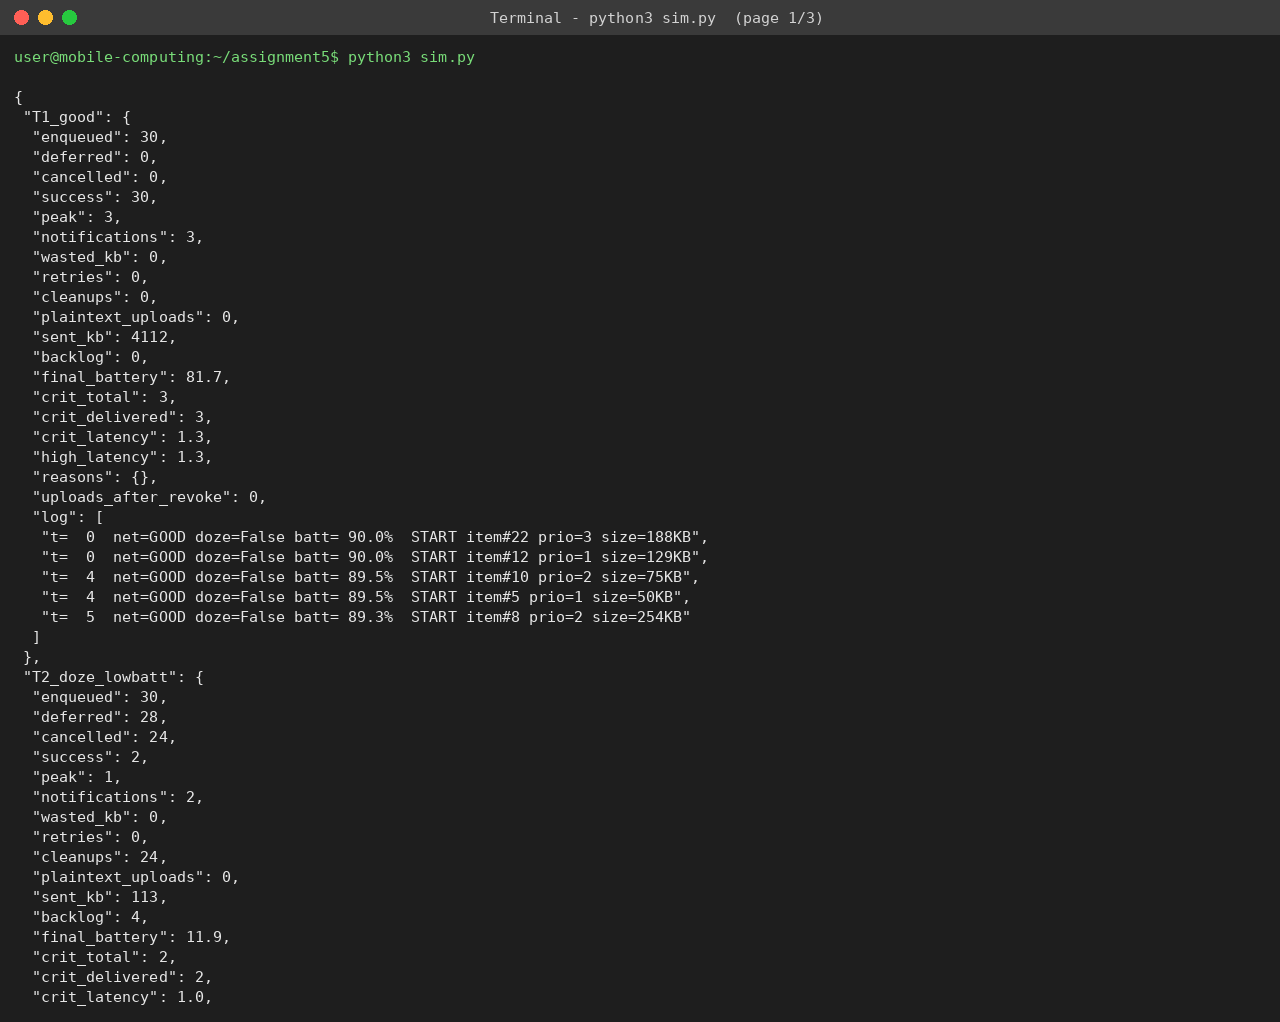 Terminal - python3 sim.py  (page 1/3)
user@mobile-computing:~/assignment5$ python3 sim.py
{
 "T1_good": {
  "enqueued": 30,
  "deferred": 0,
  "cancelled": 0,
  "success": 30,
  "peak": 3,
  "notifications": 3,
  "wasted_kb": 0,
  "retries": 0,
  "cleanups": 0,
  "plaintext_uploads": 0,
  "sent_kb": 4112,
  "backlog": 0,
  "final_battery": 81.7,
  "crit_total": 3,
  "crit_delivered": 3,
  "crit_latency": 1.3,
  "high_latency": 1.3,
  "reasons": {},
  "uploads_after_revoke": 0,
  "log": [
   "t=  0  net=GOOD doze=False batt= 90.0%  START item#22 prio=3 size=188KB",
   "t=  0  net=GOOD doze=False batt= 90.0%  START item#12 prio=1 size=129KB",
   "t=  4  net=GOOD doze=False batt= 89.5%  START item#10 prio=2 size=75KB",
   "t=  4  net=GOOD doze=False batt= 89.5%  START item#5 prio=1 size=50KB",
   "t=  5  net=GOOD doze=False batt= 89.3%  START item#8 prio=2 size=254KB"
  ]
 },
 "T2_doze_lowbatt": {
  "enqueued": 30,
  "deferred": 28,
  "cancelled": 24,
  "success": 2,
  "peak": 1,
  "notifications": 2,
  "wasted_kb": 0,
  "retries": 0,
  "cleanups": 24,
  "plaintext_uploads": 0,
  "sent_kb": 113,
  "backlog": 4,
  "final_battery": 11.9,
  "crit_total": 2,
  "crit_delivered": 2,
  "crit_latency": 1.0,